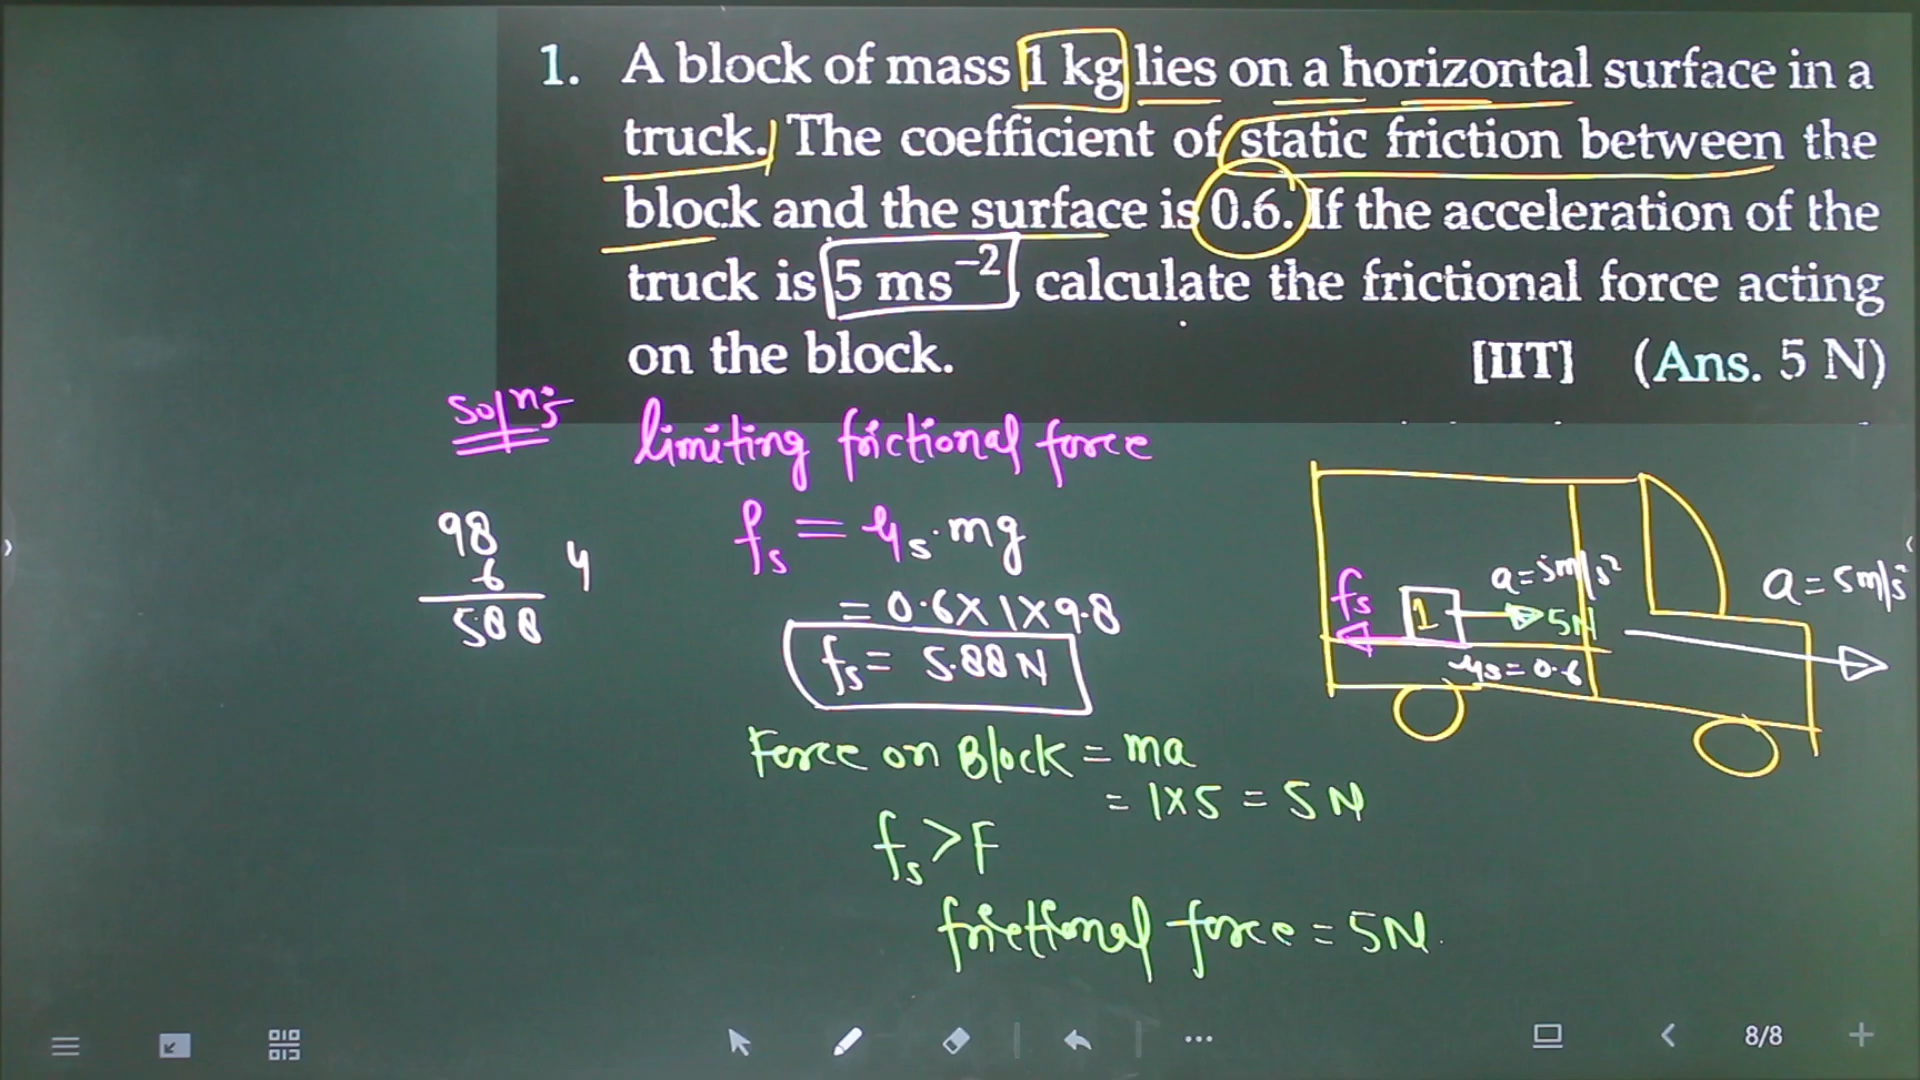 1. A block of mass 1 kg lies on a horizontal surface in a
truck. The coefficient of static friction between the
block and the surface is 0.6. If the acceleration of the
truck is 5 ms⁻², calculate the frictional force acting
on the block. [IIT] (Ans. 5 N)
Soln:
limiting frictional force
fs = μs.mg
= 0.6 × 1 × 9.8
fs = 5.88 N
98
6
588
4
Force on Block = ma
= 1×5 = 5 N
fs > F
frictional force = 5N.
fs
1
a = 5m/s²
5N
μs = 0.6
a = 5m/s²
8/8